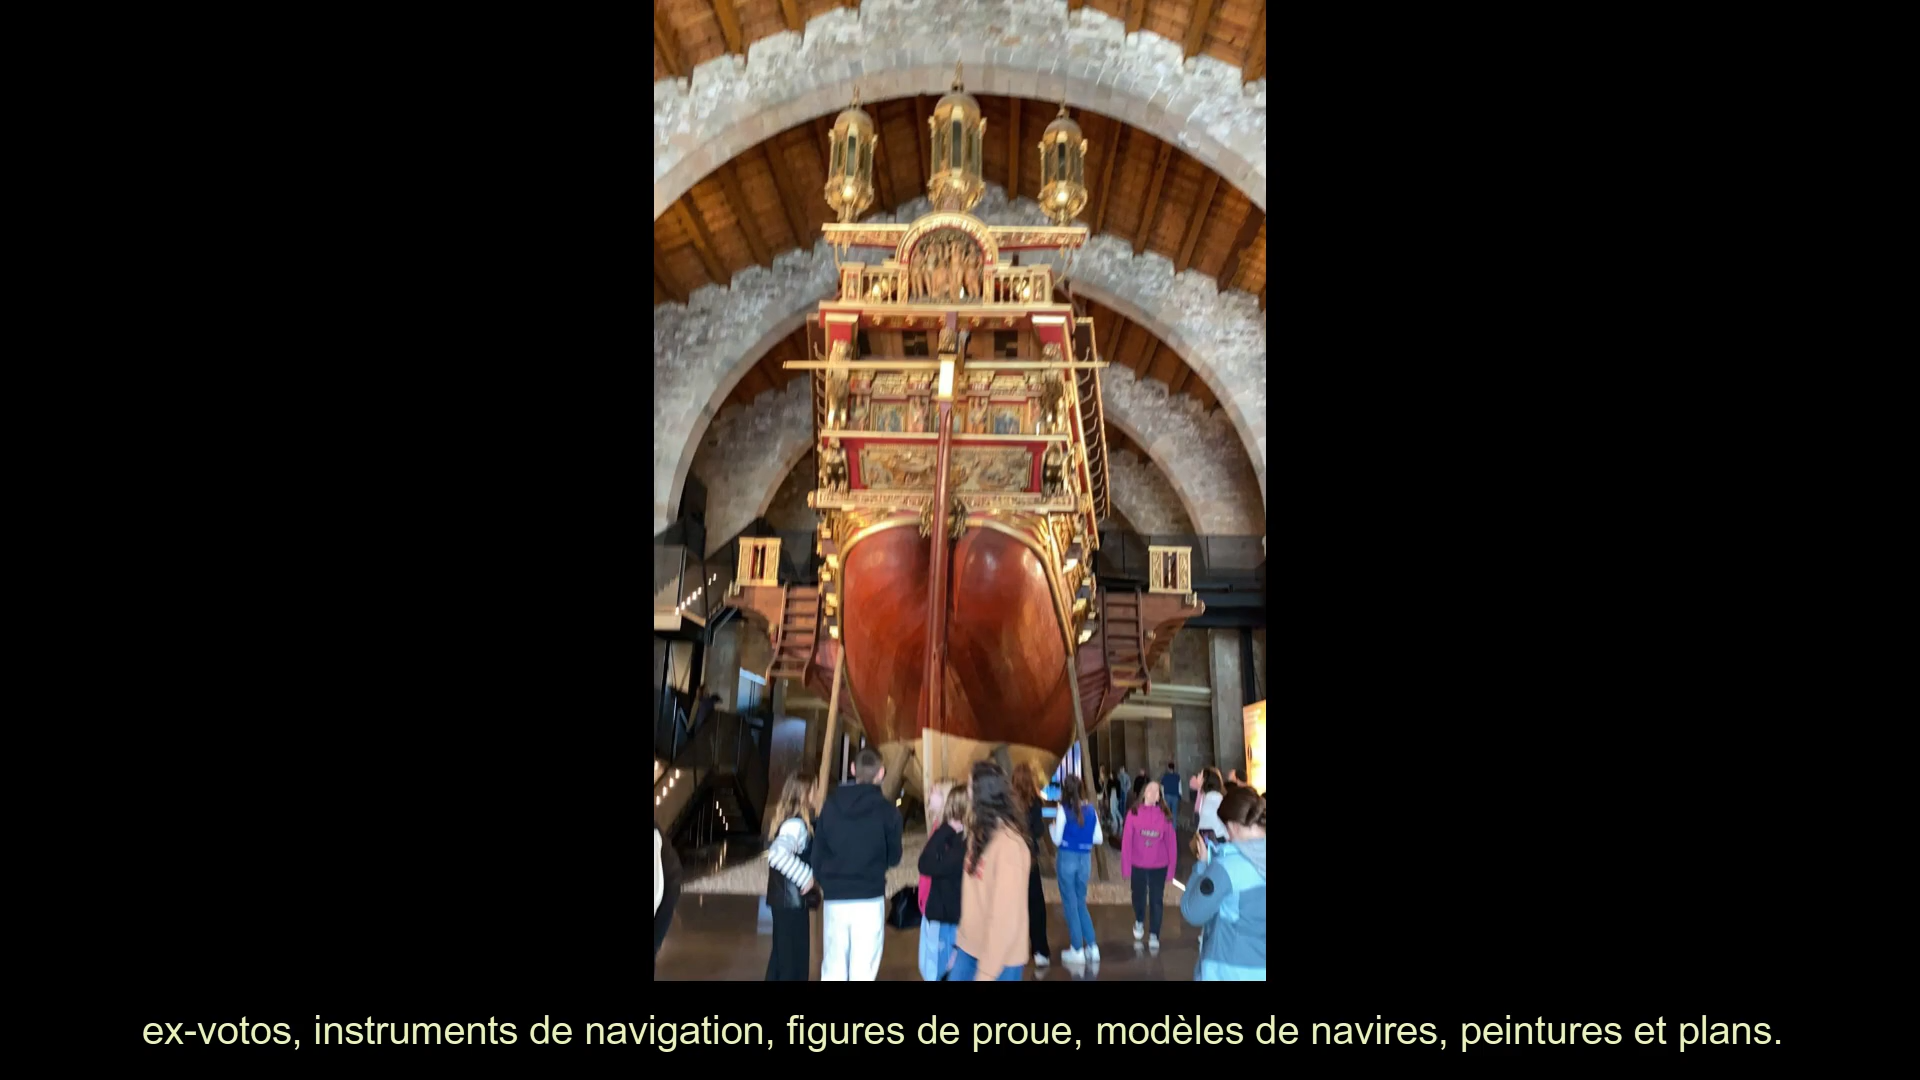 ex-votos, instruments de navigation, figures de proue, modèles de navires, peintures et plans.